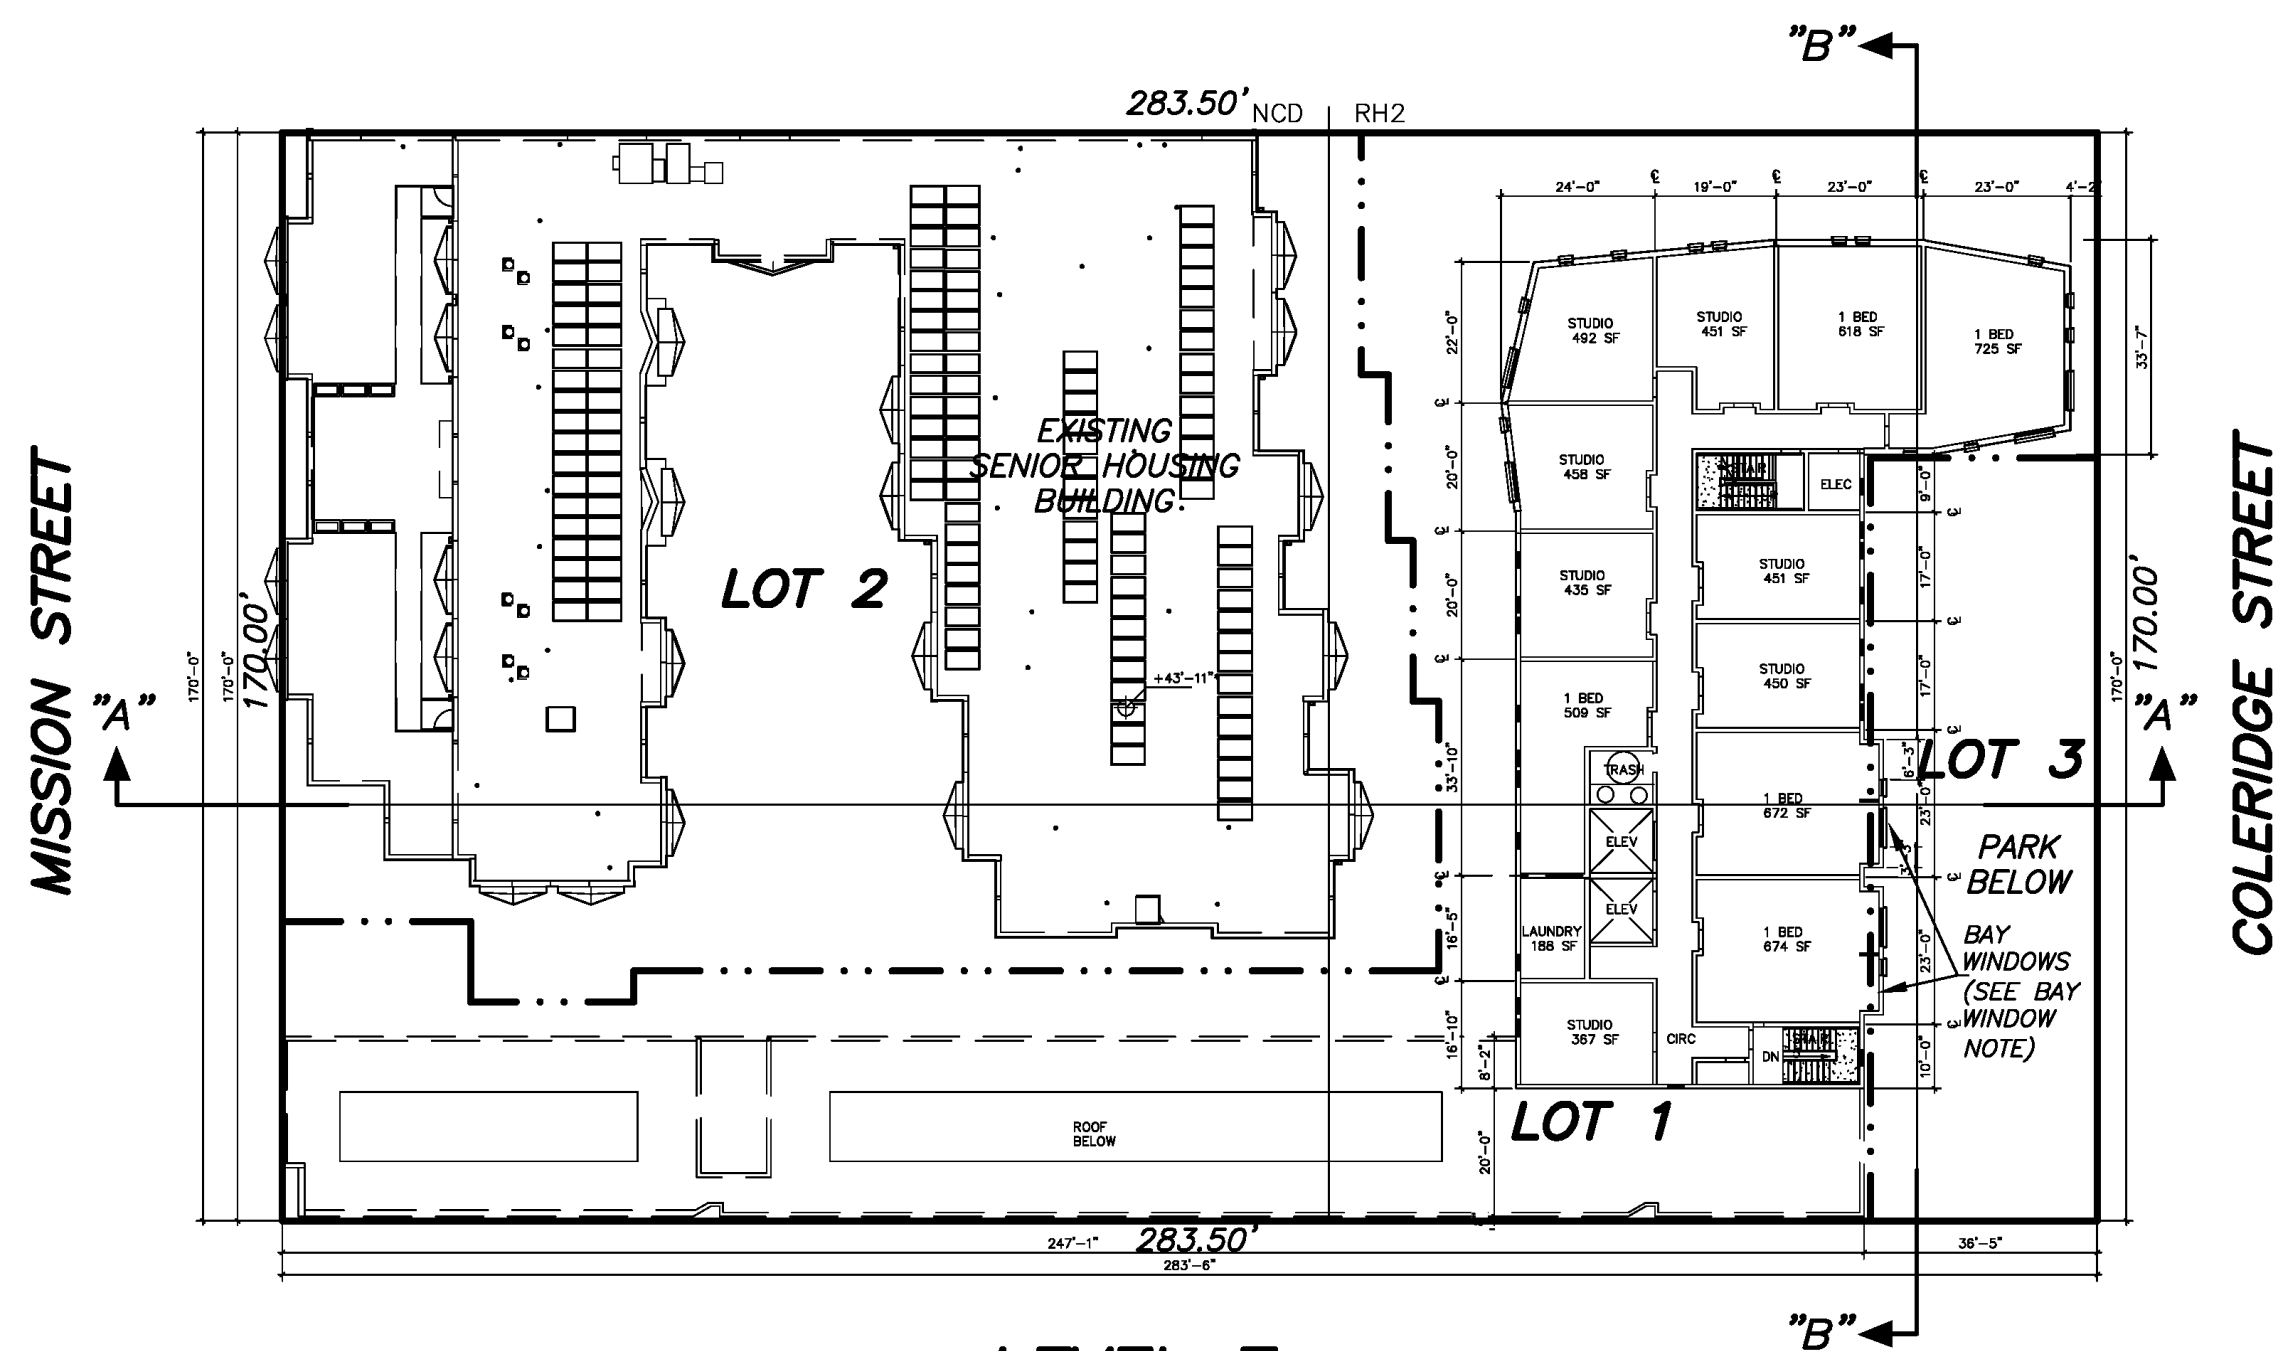 "B"
283.50'
NCD
RH2
24'-0"
19'-0"
23'-0"
23'-0"
22'-0"
33'-7"
STUDIO
492 SF
STUDIO
451 SF
1 BED
618 SF
1 BED
725 SF
MISSION STREET
COLERIDGE STREET
EXISTING
SENIOR HOUSING
BUILDING
20'-0"
STUDIO
458 SF
STAIR
ELEC
9'-0"
LOT 2
20'-0"
STUDIO
435 SF
STUDIO
451 SF
17'-0"
170'-0"
170'-0"
170.00'
170'-0"
170.00'
STUDIO
450 SF
17'-0"
+43'-11"
"A"
"A"
1 BED
509 SF
33'-10"
TRASH
6'-3"
LOT 3
1 BED
672 SF
23'-0"
3'-3"
ELEV
PARK
BELOW
ELEV
LAUNDRY
188 SF
16'-5"
1 BED
674 SF
23'-0"
BAY
WINDOWS
(SEE BAY
WINDOW
NOTE)
STUDIO
367 SF
16'-10"
8'-2"
CIRC
DN
STAIR
10'-0"
ROOF
BELOW
LOT 1
20'-0"
247'-1"
283.50'
36'-5"
283'-6"
"B"